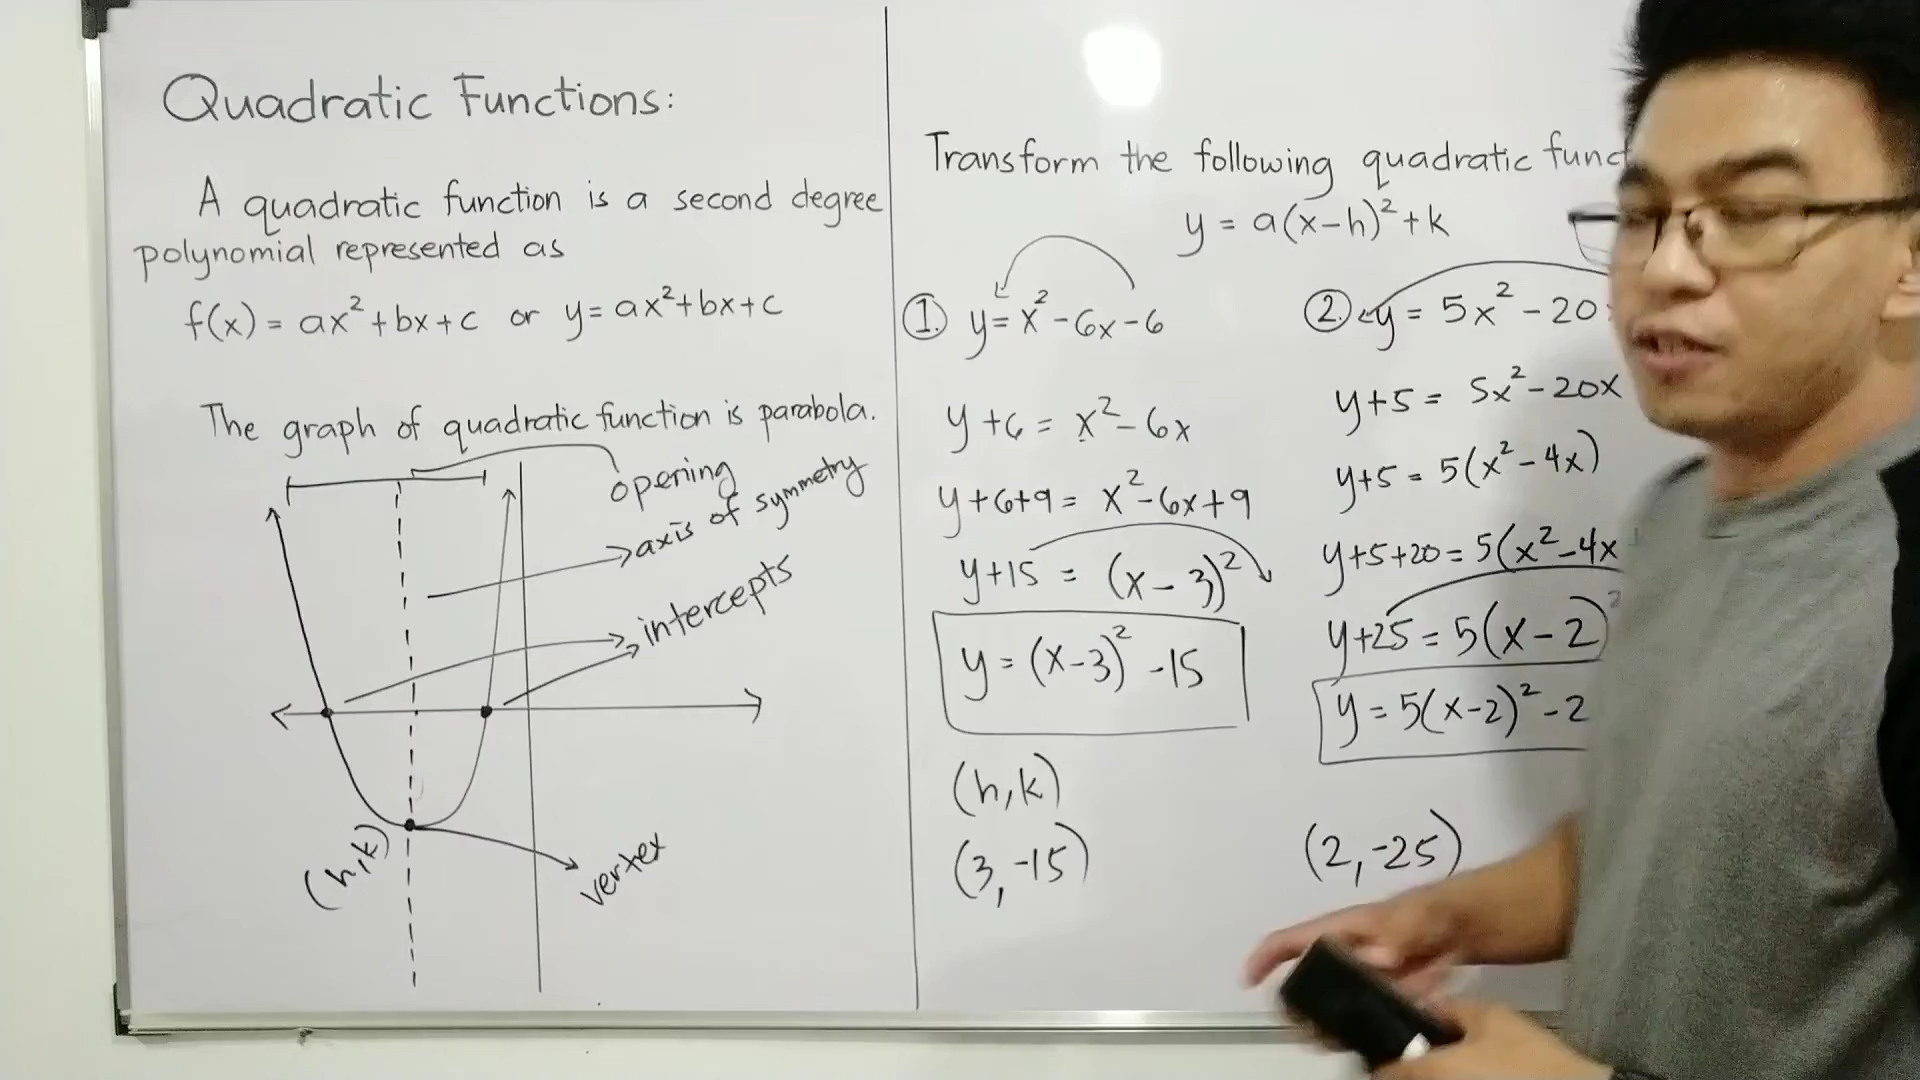 Quadratic Functions:
A quadratic function is a second degree
polynomial represented as
f(x) = ax²+bx+c or y= ax²+bx+c
The graph of quadratic function is parabola.
opening
axis of symmetry
intercepts
(h,k)
vertex
Transform the following quadratic func
y = a(x-h)²+k
1. y= x²-6x-6
y+6 = x²-6x
y+6+9= x²-6x+9
y+15 = (x-3)²
y=(x-3)²-15
(h,k)
(3,-15)
2. y= 5x²-20
y+5= 5x²-20x
y+5=5(x²-4x)
y+5+20=5(x²-4x
y+25=5(x-2)²
y=5(x-2)²-2
(2,-25)